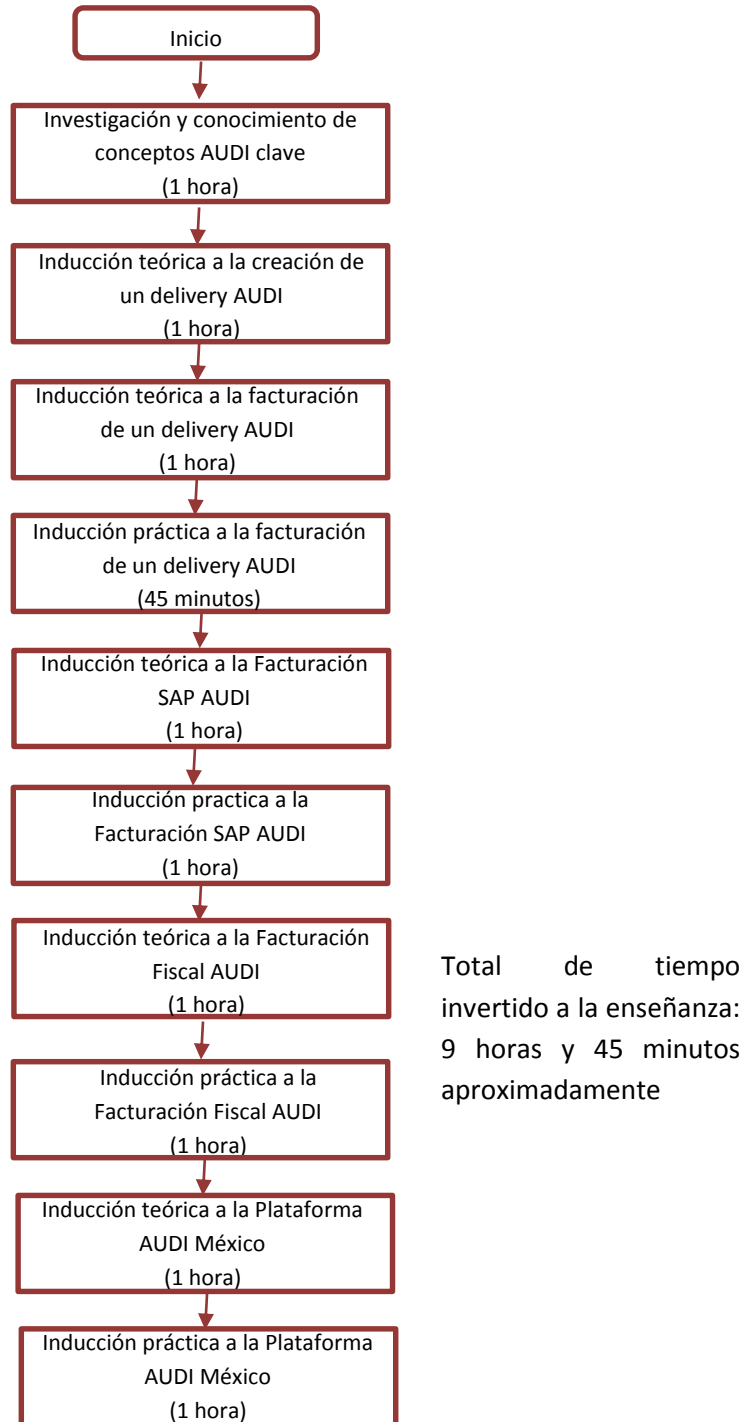 Inicio
Investigación y conocimiento de
conceptos AUDI clave
(1 hora)
Inducción teórica a la creación de
un delivery AUDI
(1 hora)
Inducción teórica a la facturación
de un delivery AUDI
(1 hora)
Inducción práctica a la facturación
de un delivery AUDI
(45 minutos)
Inducción teórica a la Facturación
SAP AUDI
(1 hora)
Inducción practica a la
Facturación SAP AUDI
(1 hora)
Inducción teórica a la Facturación
Fiscal AUDI
(1 hora)
Inducción práctica a la
Facturación Fiscal AUDI
(1 hora)
Inducción teórica a la Plataforma
AUDI México
(1 hora)
Inducción práctica a la Plataforma
AUDI México
(1 hora)
Total de tiempo
invertido a la enseñanza:
9 horas y 45 minutos
aproximadamente